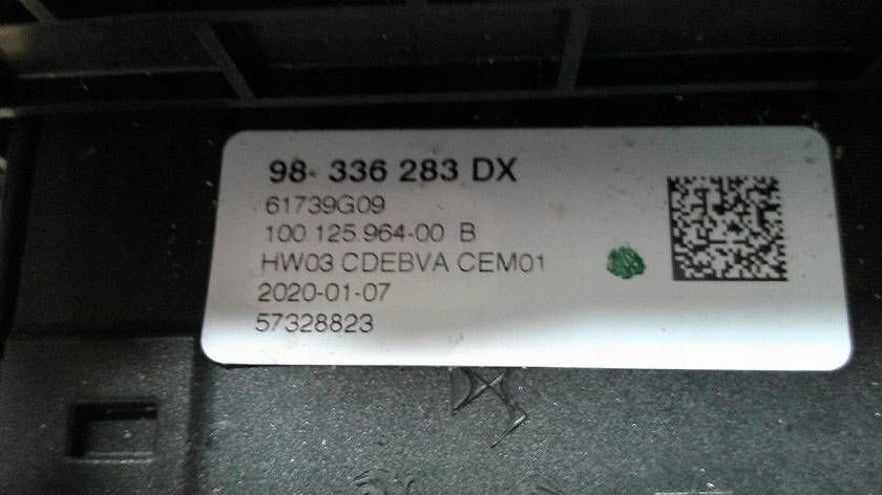 98 336 283 DX
61739G09
100.125.964-00 B
HW03 CDEBVA CEM01
2020-01-07
57328823